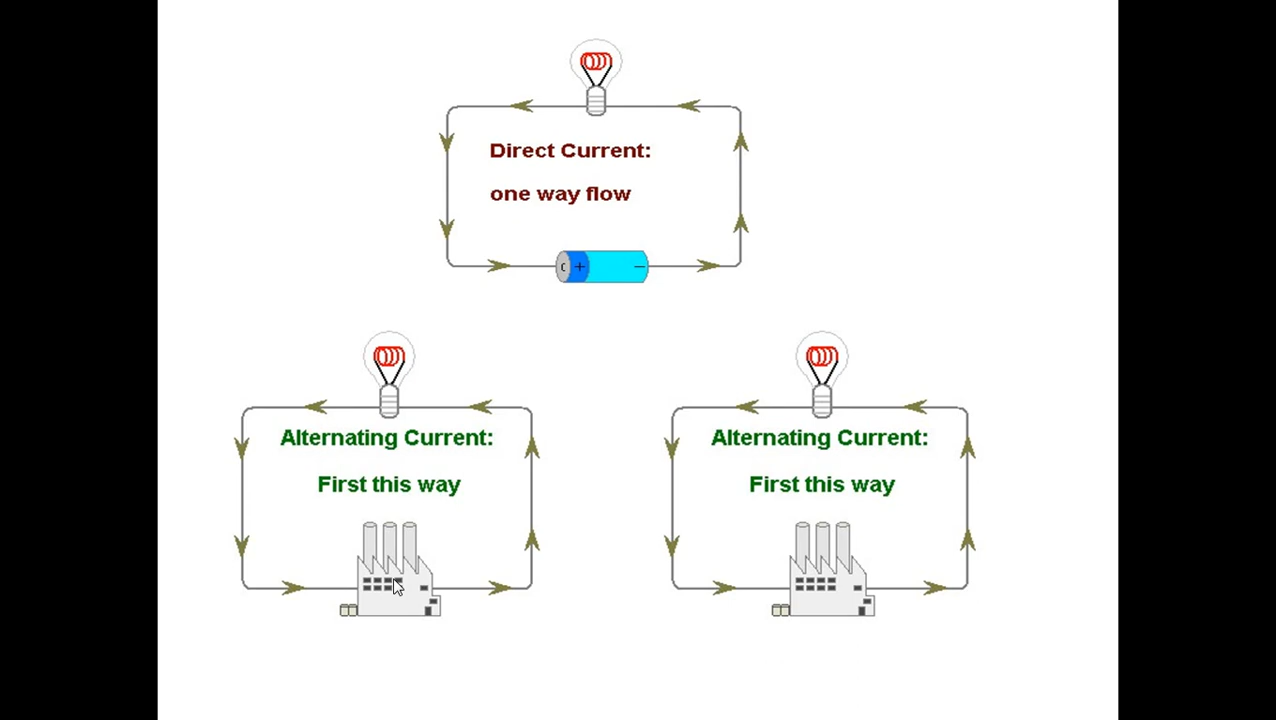 Direct Current:
one way flow
+ −
Alternating Current:
First this way
Alternating Current:
First this way